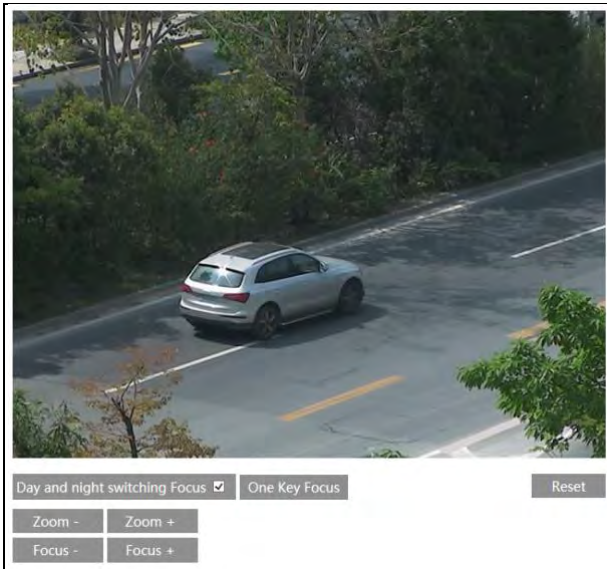 Day and night switching Focus One Key Focus Reset
Zoom - Zoom +
Focus - Focus +